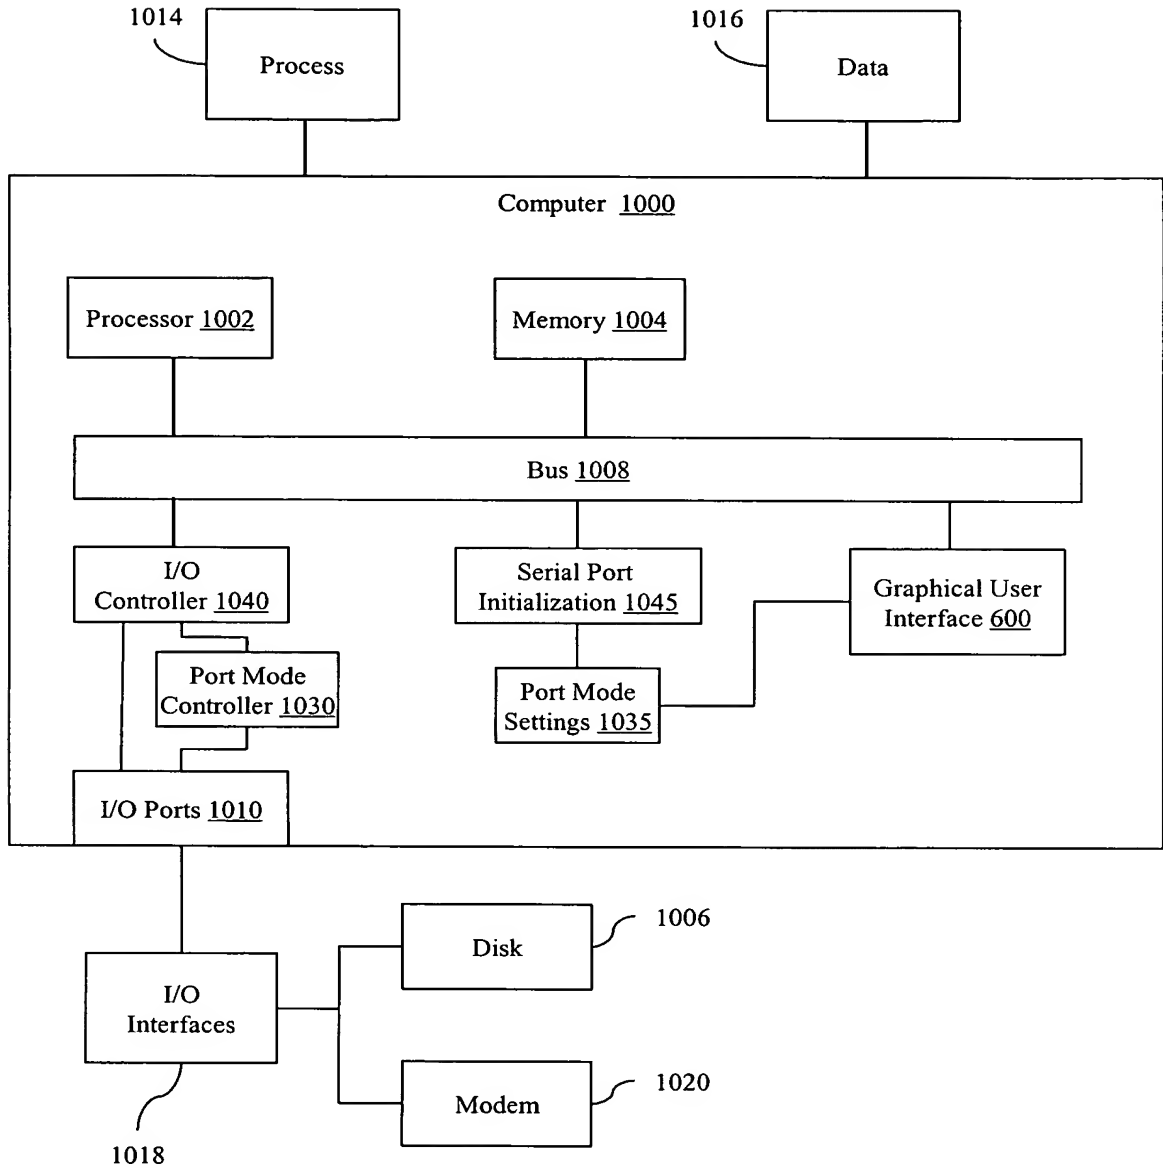 1014
Process
1016
Data
Computer 1000
Processor 1002
Memory 1004
Bus 1008
I/O
Controller 1040
Serial Port
Initialization 1045
Graphical User
Interface 600
Port Mode
Controller 1030
Port Mode
Settings 1035
I/O Ports 1010
Disk
1006
I/O
Interfaces
1018
Modem
1020